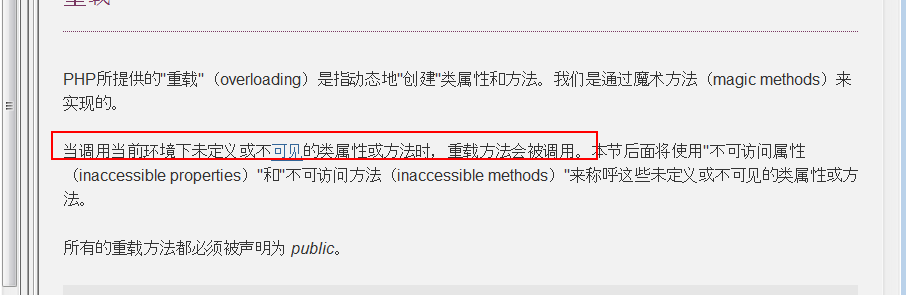 重载
PHP所提供的"重载"（overloading）是指动态地"创建"类属性和方法。我们是通过魔术方法（magic methods）来
实现的。
当调用当前环境下未定义或不可见的类属性或方法时，重载方法会被调用。本节后面将使用"不可访问属性
（inaccessible properties）"和"不可访问方法（inaccessible methods）"来称呼这些未定义或不可见的类属性或方
法。
所有的重载方法都必须被声明为 public。